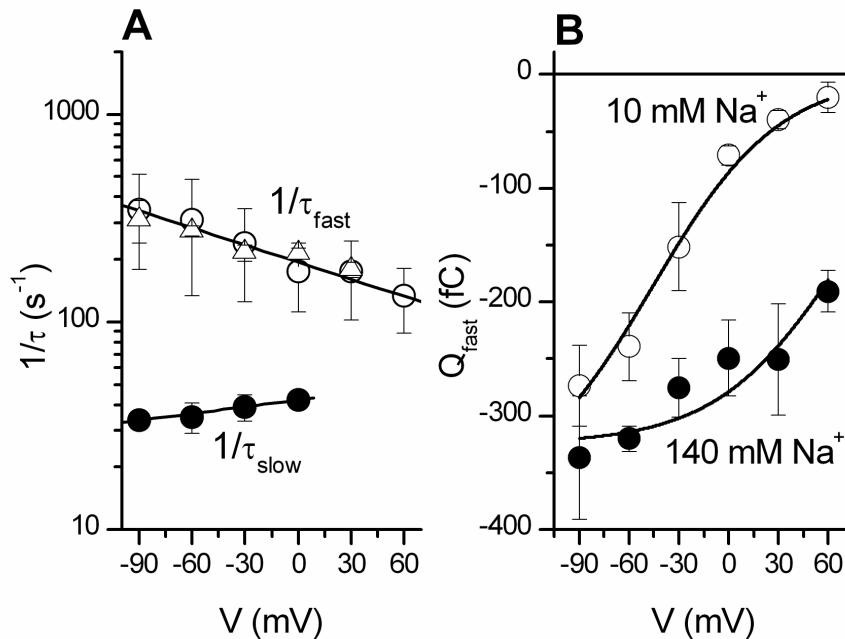 A
1000
100
10
1/τ (s⁻¹)
1/τfast
1/τslow
-90 -60 -30 0 30 60
V (mV)
B
0
-100
-200
-300
-400
Qfast (fC)
10 mM Na⁺
140 mM Na⁺
-90 -60 -30 0 30 60
V (mV)